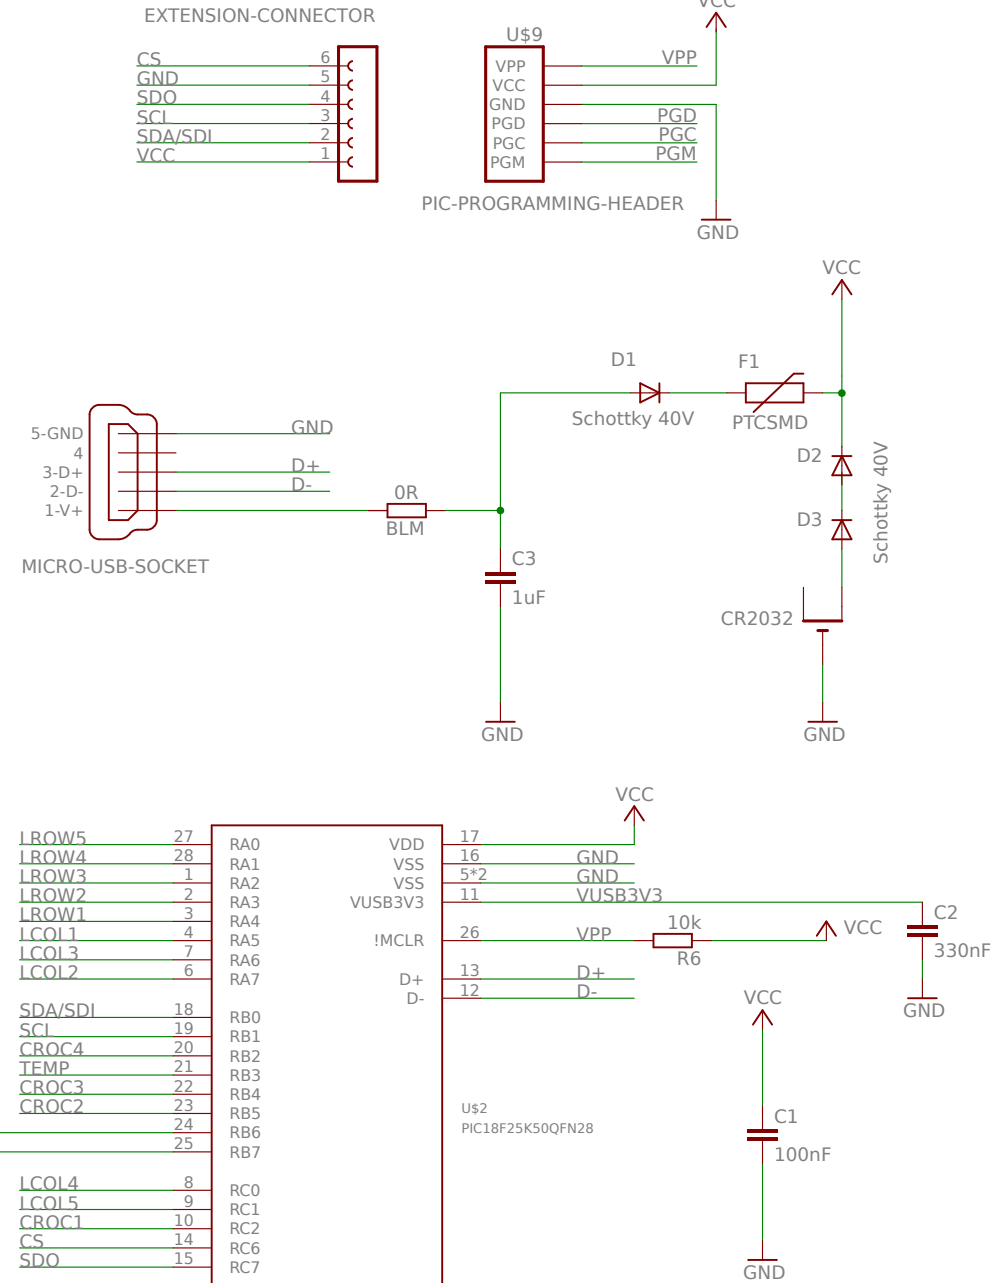 EXTENSION-CONNECTOR
VCC
CS 6
GND 5
SDO 4
SCL 3
SDA/SDI 2
VCC 1
U$9
VPP VPP
VCC
GND
PGD PGD
PGC PGC
PGM PGM
PIC-PROGRAMMING-HEADER
GND
VCC
D1
F1
Schottky 40V
PTCSMD
D2
D3
Schottky 40V
CR2032
GND
5-GND GND
4
3-D+ D+
2-D- D-
1-V+
0R
BLM
MICRO-USB-SOCKET
C3
1uF
GND
VCC
LROW5 27 RA0
LROW4 28 RA1
LROW3 1 RA2
LROW2 2 RA3
LROW1 3 RA4
LCOL1 4 RA5
LCOL3 7 RA6
LCOL2 6 RA7
SDA/SDI 18 RB0
SCL 19 RB1
CROC4 20 RB2
TEMP 21 RB3
CROC3 22 RB4
CROC2 23 RB5
24 RB6
25 RB7
LCOL4 8 RC0
LCOL5 9 RC1
CROC1 10 RC2
CS 14 RC6
SDO 15 RC7
VDD 17
VSS 16 GND
VSS 5*2 GND
VUSB3V3 11 VUSB3V3
!MCLR 26 VPP
D+ 13 D+
D- 12 D-
10k
R6
VCC
C2
330nF
GND
U$2
PIC18F25K50QFN28
VCC
C1
100nF
GND